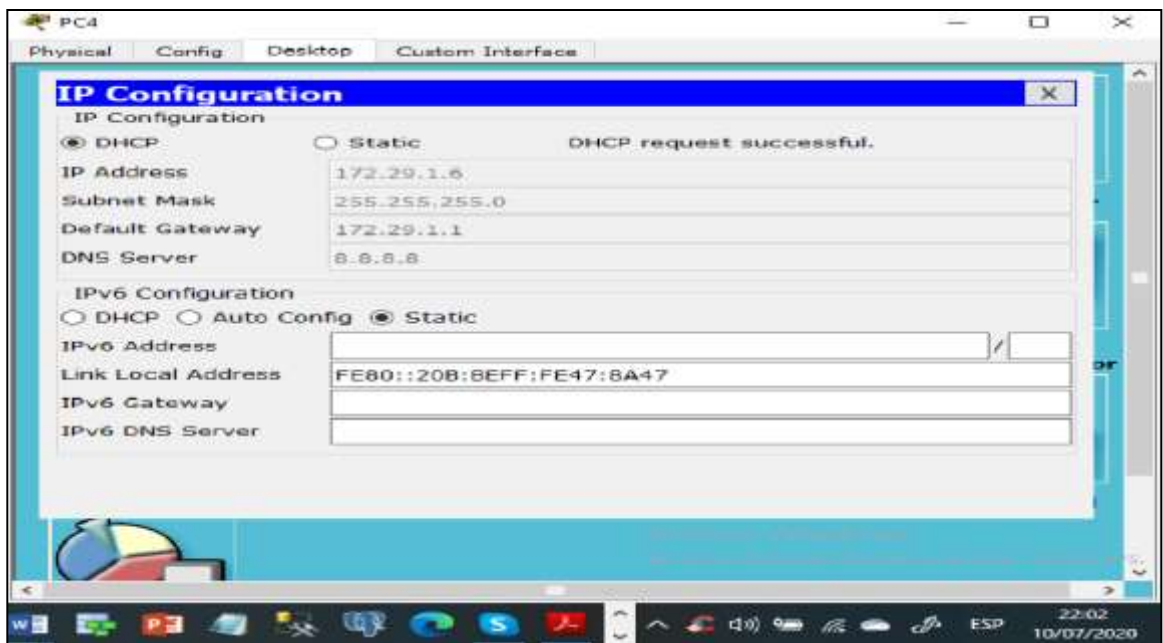 PC4
Physical Config Desktop Custom Interface
IP Configuration X
IP Configuration
DHCP Static DHCP request successful.
IP Address 172.29.1.6
Subnet Mask 255.255.255.0
Default Gateway 172.29.1.1
DNS Server 8.8.8.8
IPv6 Configuration
DHCP Auto Config Static
IPv6 Address /
Link Local Address FE80::20B:BEFF:FE47:8A47
IPv6 Gateway
IPv6 DNS Server
or
ESP 22:02
10/07/2020